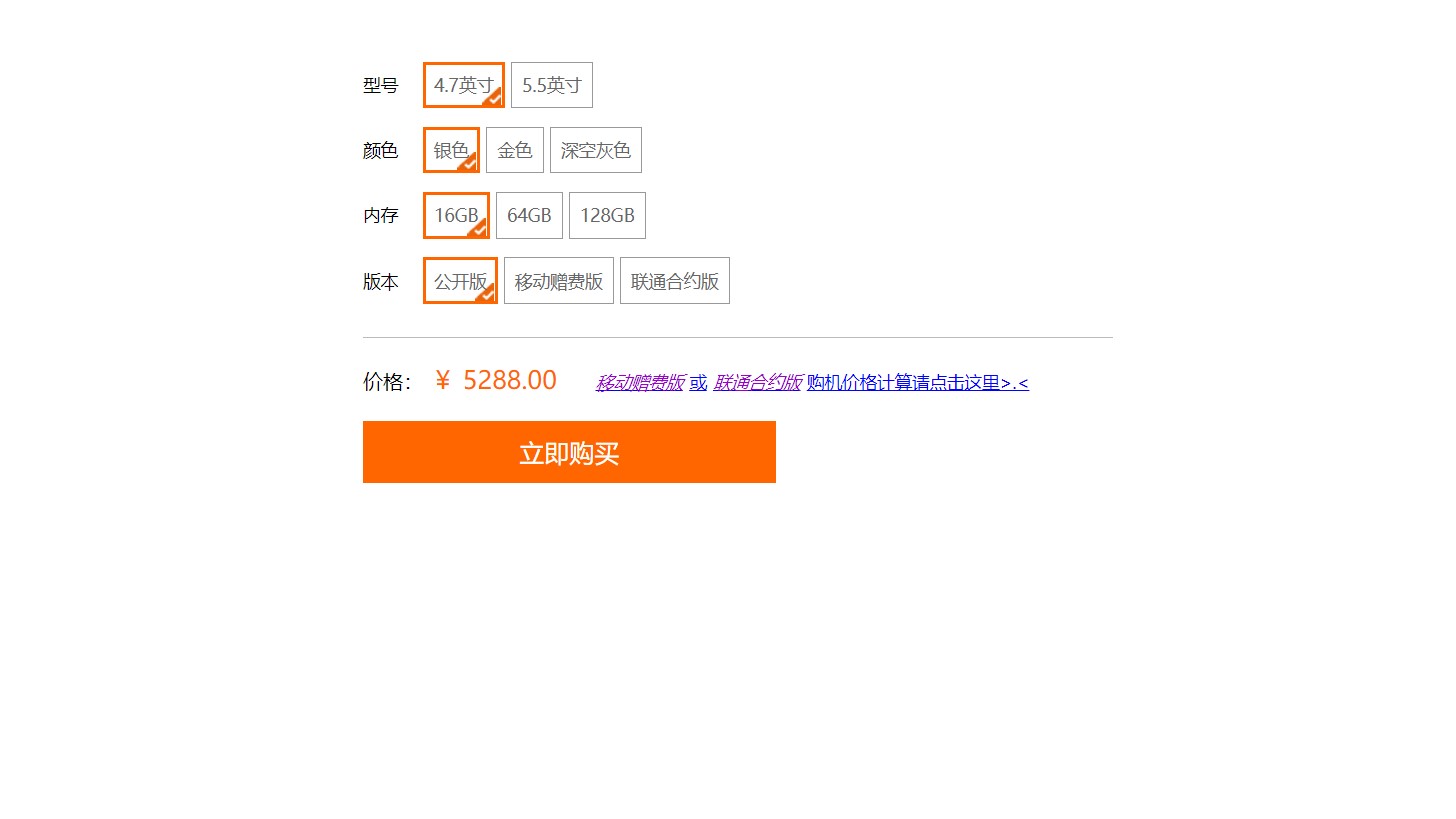 型号 4.7英寸 5.5英寸
颜色 银色 金色 深空灰色
内存 16GB 64GB 128GB
版本 公开版 移动赠费版 联通合约版
价格： ¥ 5288.00 移动赠费版 或 联通合约版 购机价格计算请点击这里>.<
立即购买